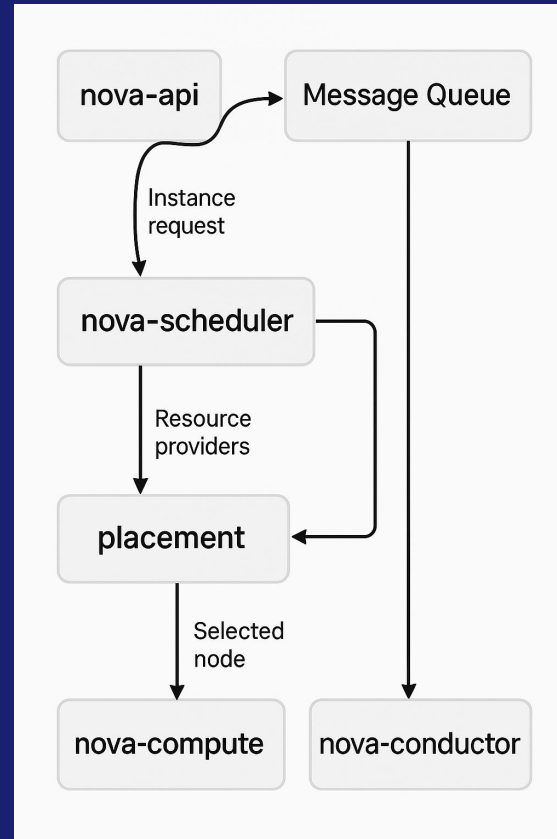 nova-api
Message Queue
Instance
request
nova-scheduler
Resource
providers
placement
Selected
node
nova-compute
nova-conductor